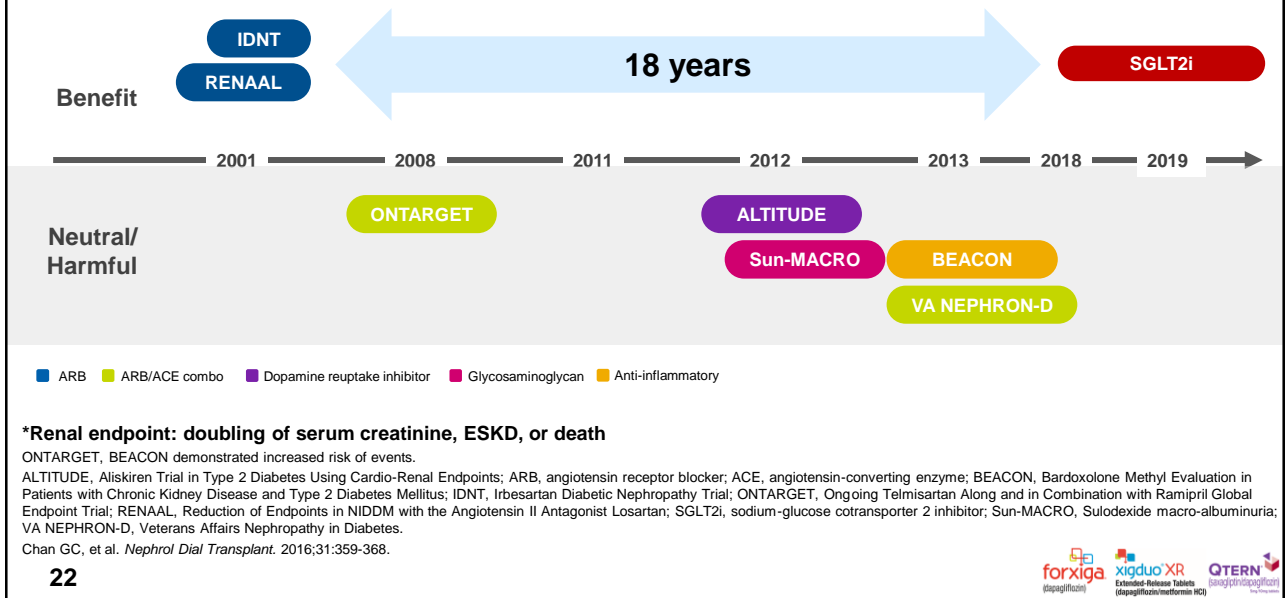 IDNT
RENAAL
18 years
SGLT2i
Benefit
2001
2008
2011
2012
2013
2018
2019
Neutral/
Harmful
ONTARGET
ALTITUDE
Sun-MACRO
BEACON
VA NEPHRON-D
ARB
ARB/ACE combo
Dopamine reuptake inhibitor
Glycosaminoglycan
Anti-inflammatory
*Renal endpoint: doubling of serum creatinine, ESKD, or death
ONTARGET, BEACON demonstrated increased risk of events.
ALTITUDE, Aliskiren Trial in Type 2 Diabetes Using Cardio-Renal Endpoints; ARB, angiotensin receptor blocker; ACE, angiotensin-converting enzyme; BEACON, Bardoxolone Methyl Evaluation in
Patients with Chronic Kidney Disease and Type 2 Diabetes Mellitus; IDNT, Irbesartan Diabetic Nephropathy Trial; ONTARGET, Ongoing Telmisartan Along and in Combination with Ramipril Global
Endpoint Trial; RENAAL, Reduction of Endpoints in NIDDM with the Angiotensin II Antagonist Losartan; SGLT2i, sodium-glucose cotransporter 2 inhibitor; Sun-MACRO, Sulodexide macro-albuminuria;
VA NEPHRON-D, Veterans Affairs Nephropathy in Diabetes.
Chan GC, et al. Nephrol Dial Transplant. 2016;31:359-368.
22
forxiga
(dapagliflozin)
xigduo XR
Extended-Release Tablets
(dapagliflozin/metformin HCl)
QTERN
(saxagliptin/dapagliflozin)